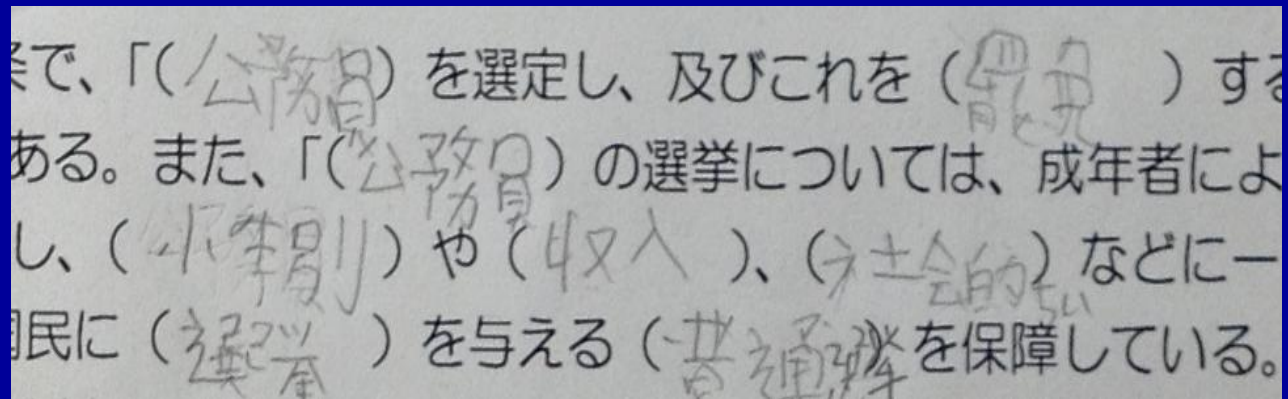 条で、「(公務員)を選定し、及びこれを(罷免)する
ある。また、「(公務員)の選挙については、成年者によ
し、(性別)や(収入)、(社会的ちい)などに一
国民に(選挙)を与える(普通選挙)を保障している。